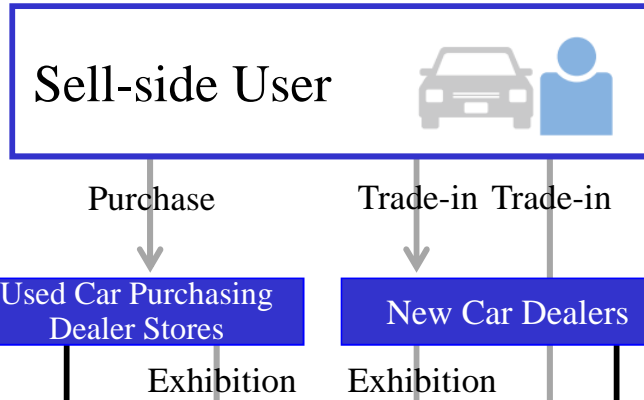 Sell-side User
Purchase
Trade-in Trade-in
Used Car Purchasing
Dealer Stores
New Car Dealers
Exhibition Exhibition